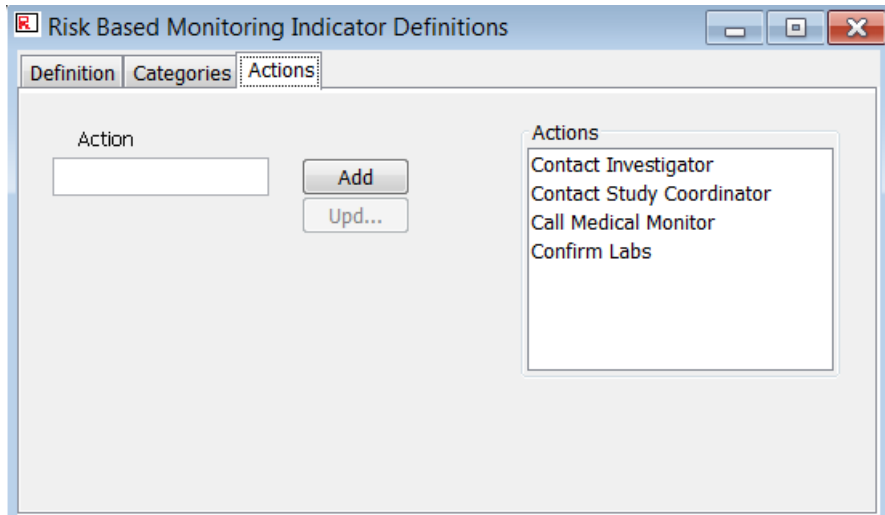 R
Risk Based Monitoring Indicator Definitions
Definition
Categories
Actions
Action
Add
Upd...
Actions
Contact Investigator
Contact Study Coordinator
Call Medical Monitor
Confirm Labs